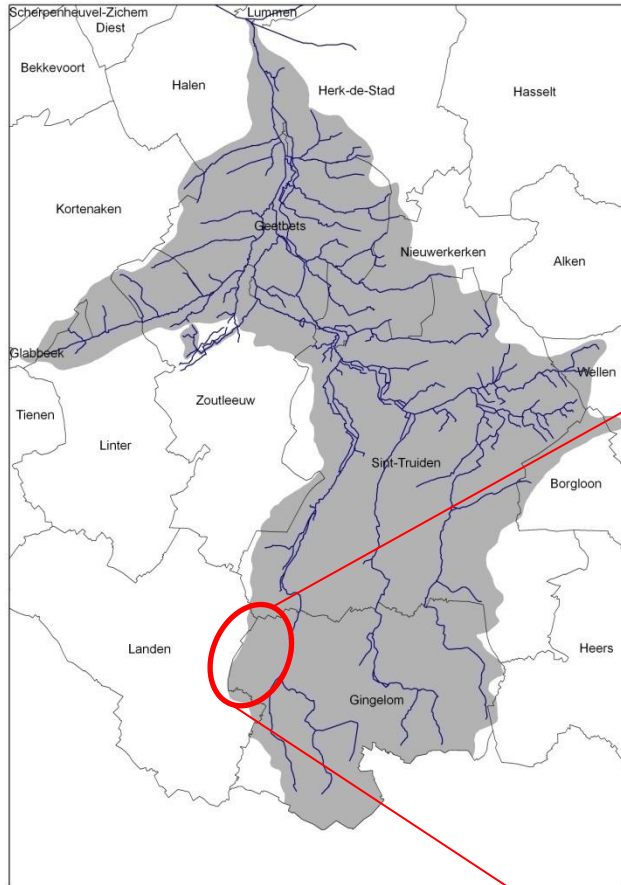 Scherpenheuvel-Zichem
Lummen
Diest
Bekkevoort
Halen
Herk-de-Stad
Hasselt
Kortenaken
Geetbets
Nieuwerkerken
Alken
Glabbeek
Wellen
Tienen
Zoutleeuw
Linter
Sint-Truiden
Borgloon
Landen
Heers
Gingelom